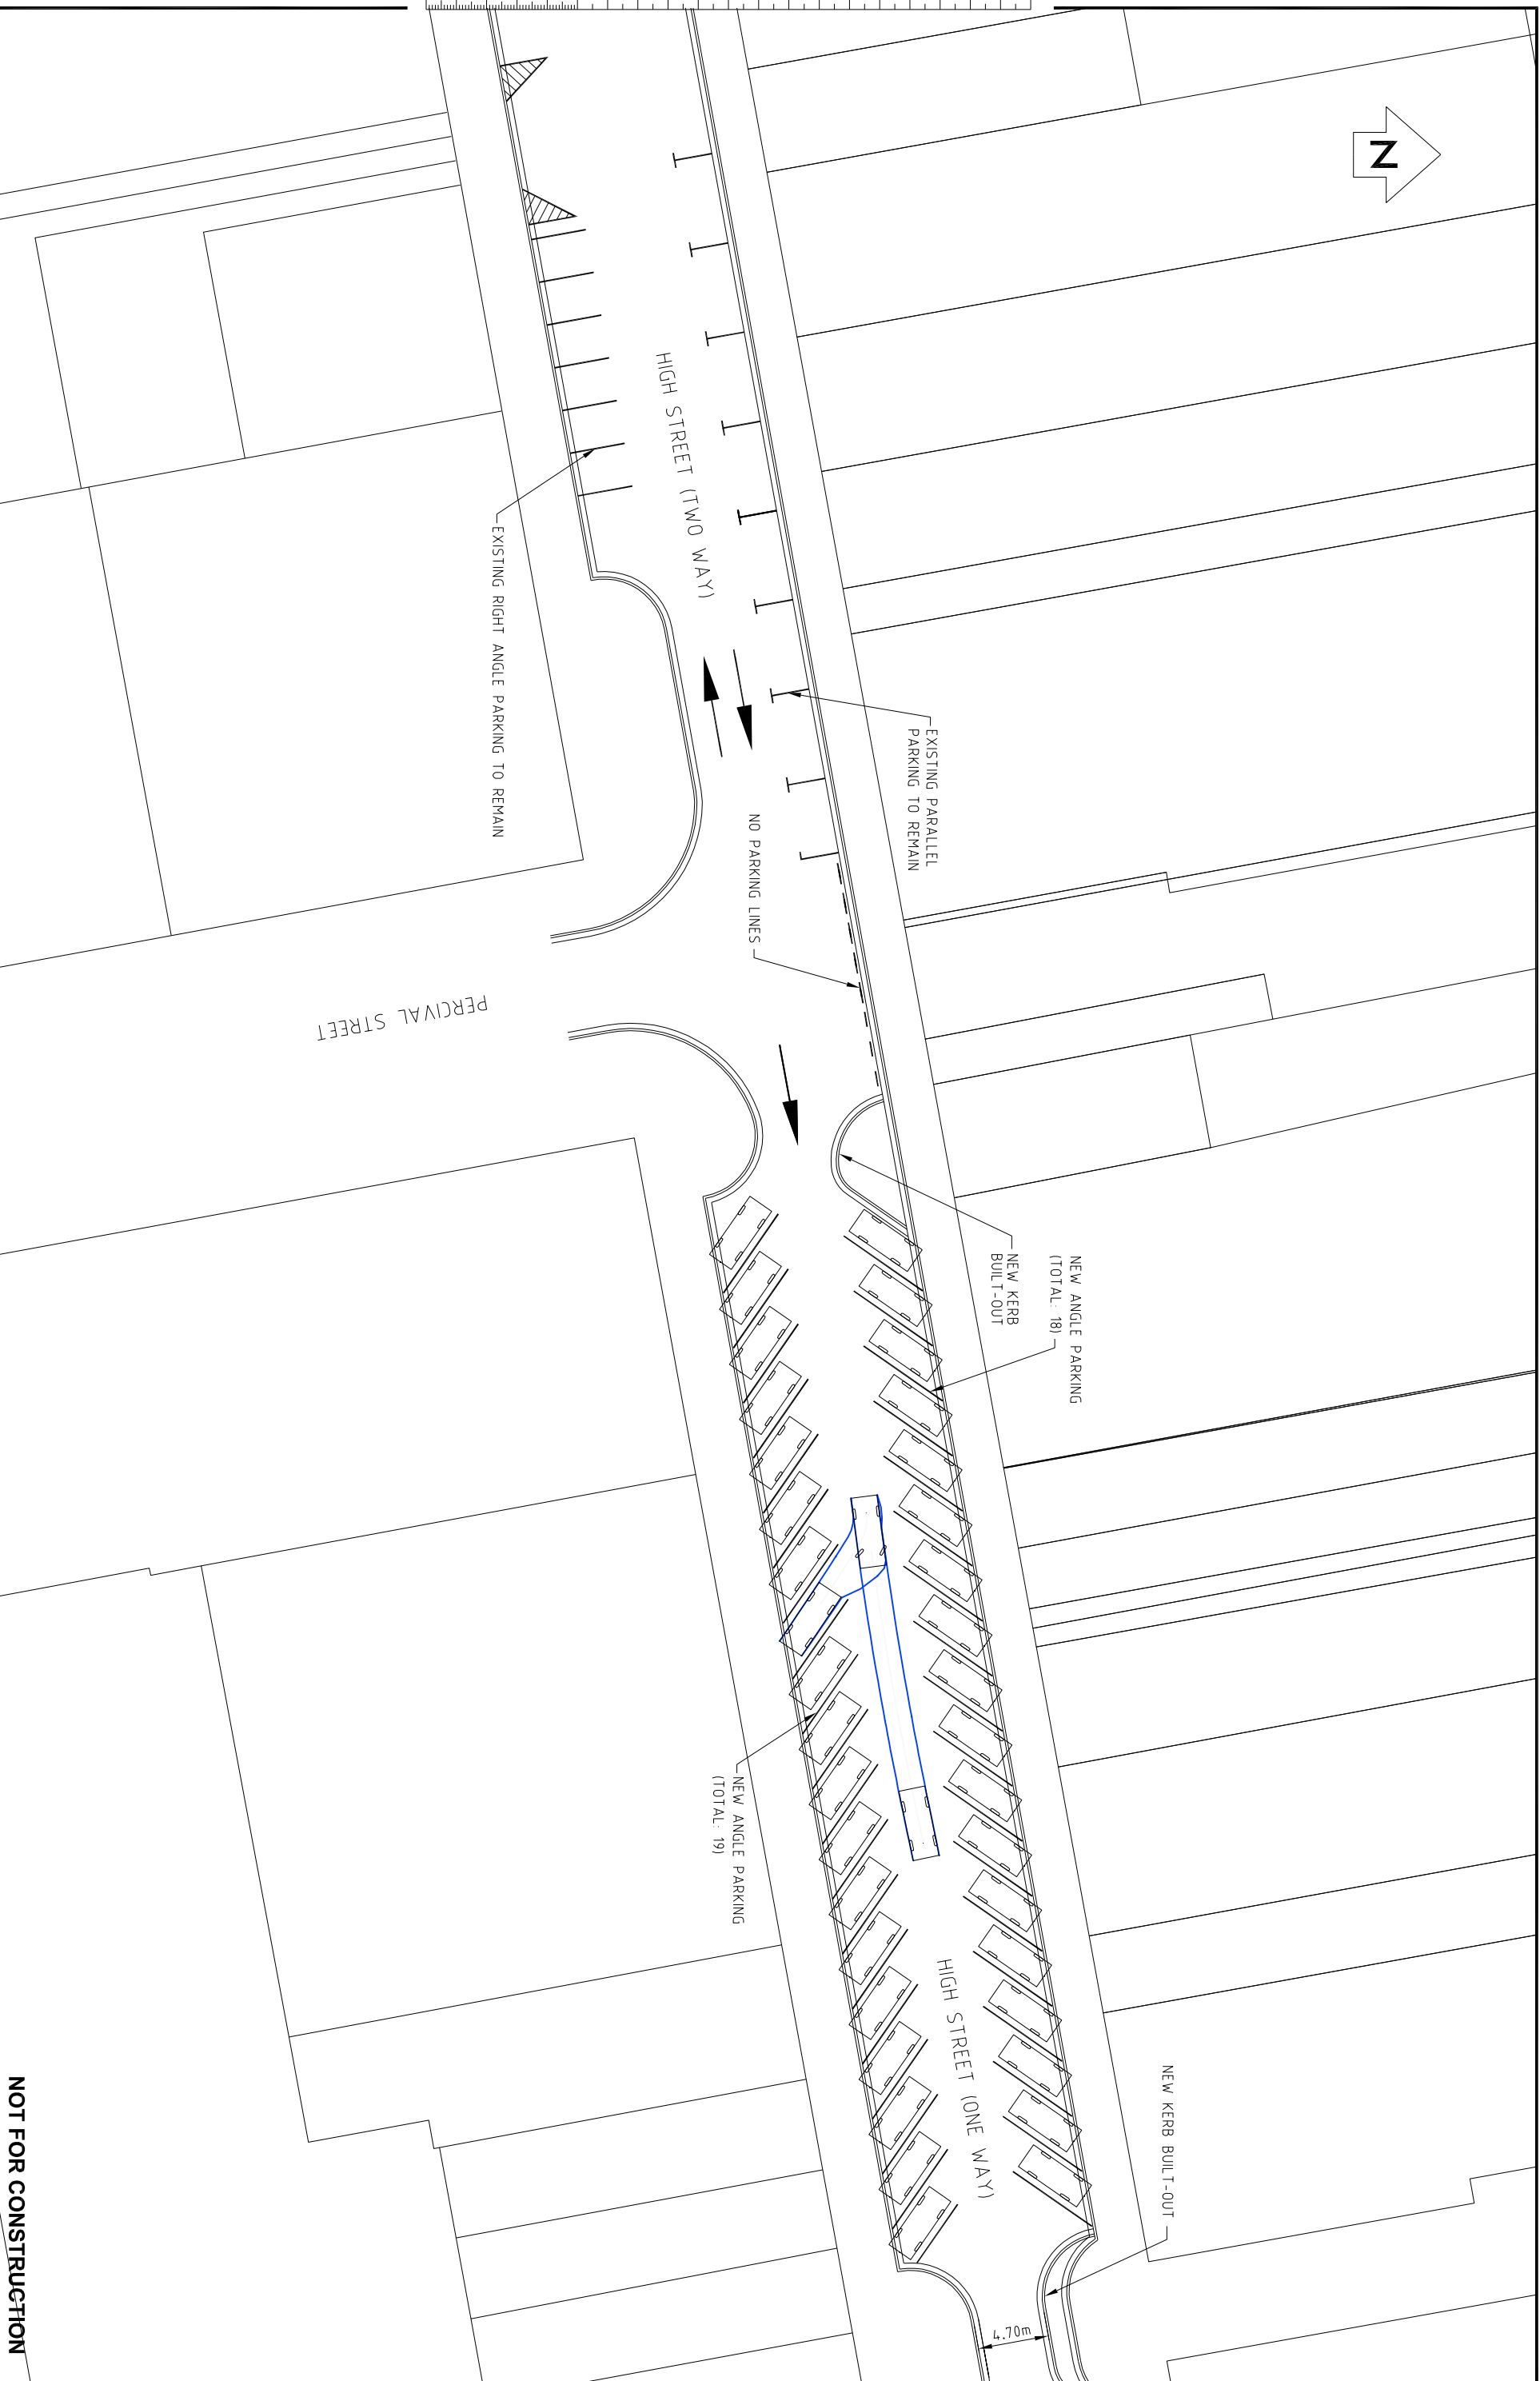 N
HIGH STREET (TWO WAY)
EXISTING RIGHT ANGLE PARKING TO REMAIN
EXISTING PARALLEL
PARKING TO REMAIN
NO PARKING LINES
PERCIVAL STREET
NEW KERB
BUILT-OUT
NEW ANGLE PARKING
(TOTAL: 18)
NEW ANGLE PARKING
(TOTAL: 19)
HIGH STREET (ONE WAY)
NEW KERB BUILT-OUT
4.70m
NOT FOR CONSTRUCTION